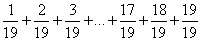 1/19 + 2/19 + 3/19 + ... + 17/19 + 18/19 + 19/19